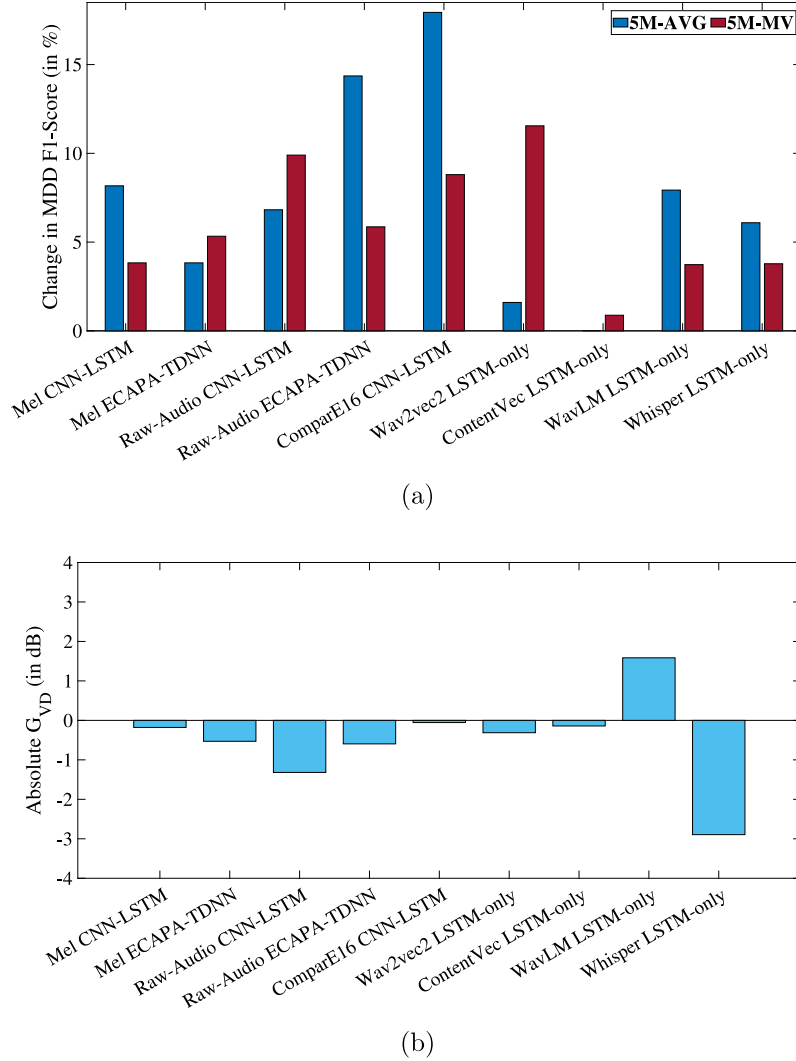 5M-AVG 5M-MV
Change in MDD F1-Score (in %)
15
10
5
0
Mel CNN-LSTM
Mel ECAPA-TDNN
Raw-Audio CNN-LSTM
Raw-Audio ECAPA-TDNN
ComparE16 CNN-LSTM
Wav2vec2 LSTM-only
ContentVec LSTM-only
WavLM LSTM-only
Whisper LSTM-only
(a)
Absolute G_VD (in dB)
4
3
2
1
0
-1
-2
-3
-4
Mel CNN-LSTM
Mel ECAPA-TDNN
Raw-Audio CNN-LSTM
Raw-Audio ECAPA-TDNN
ComparE16 CNN-LSTM
Wav2vec2 LSTM-only
ContentVec LSTM-only
WavLM LSTM-only
Whisper LSTM-only
(b)